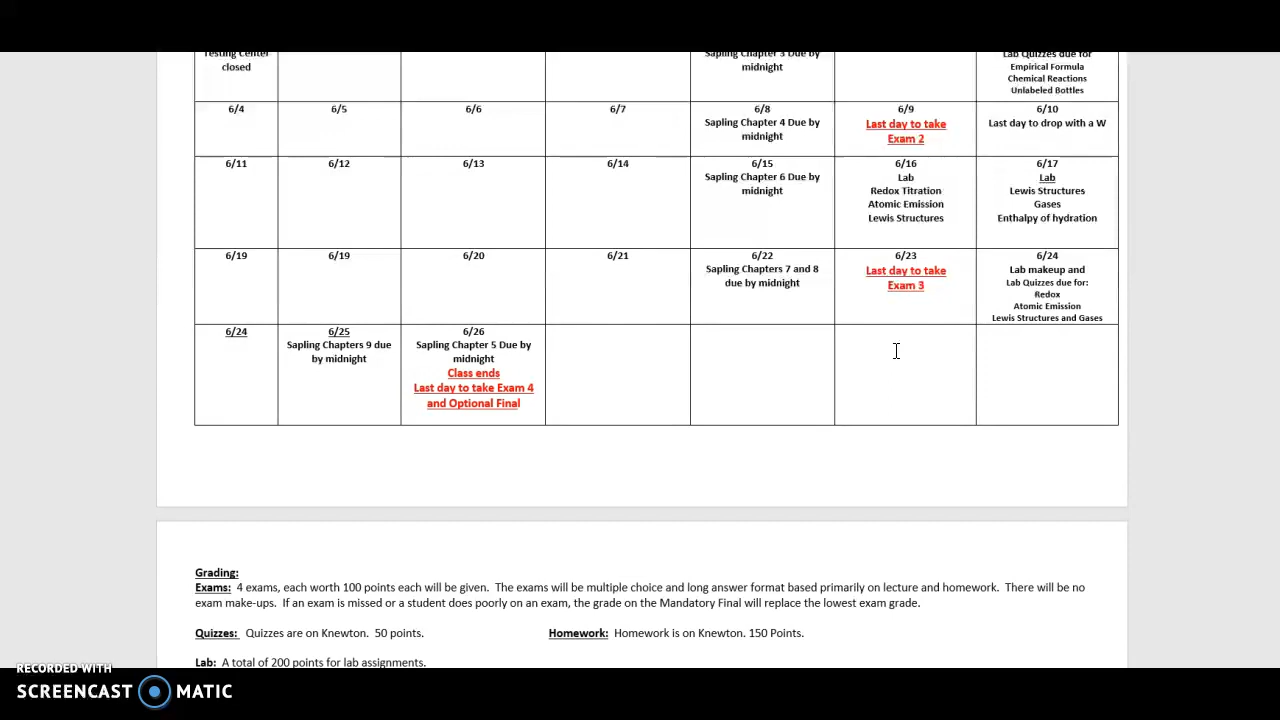 Testing Center
closed
Sapling Chapter 3 Due by
midnight
Lab Quizzes due for
Empirical Formula
Chemical Reactions
Unlabeled Bottles
6/4
6/5
6/6
6/7
6/8
Sapling Chapter 4 Due by
midnight
6/9
Last day to take
Exam 2
6/10
Last day to drop with a W
6/11
6/12
6/13
6/14
6/15
Sapling Chapter 6 Due by
midnight
6/16
Lab
Redox Titration
Atomic Emission
Lewis Structures
6/17
Lab
Lewis Structures
Gases
Enthalpy of hydration
6/19
6/19
6/20
6/21
6/22
Sapling Chapters 7 and 8
due by midnight
6/23
Last day to take
Exam 3
6/24
Lab makeup and
Lab Quizzes due for:
Redox
Atomic Emission
Lewis Structures and Gases
6/24
6/25
Sapling Chapters 9 due
by midnight
6/26
Sapling Chapter 5 Due by
midnight
Class ends
Last day to take Exam 4
and Optional Final
Grading:
Exams: 4 exams, each worth 100 points each will be given. The exams will be multiple choice and long answer format based primarily on lecture and homework. There will be no
exam make-ups. If an exam is missed or a student does poorly on an exam, the grade on the Mandatory Final will replace the lowest exam grade.
Quizzes: Quizzes are on Knewton. 50 points. Homework: Homework is on Knewton. 150 Points.
Lab: A total of 200 points for lab assignments.
RECORDED WITH
SCREENCAST MATIC